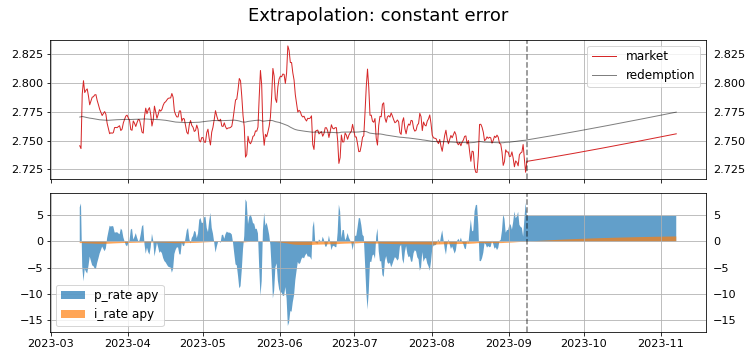 Extrapolation: constant error
2.825 2.825
2.800 2.800
2.775 2.775
2.750 2.750
2.725 2.725
market
redemption
5 5
0 0
−5 −5
−10 −10
−15 −15
p_rate apy
i_rate apy
2023-03 2023-04 2023-05 2023-06 2023-07 2023-08 2023-09 2023-10 2023-11